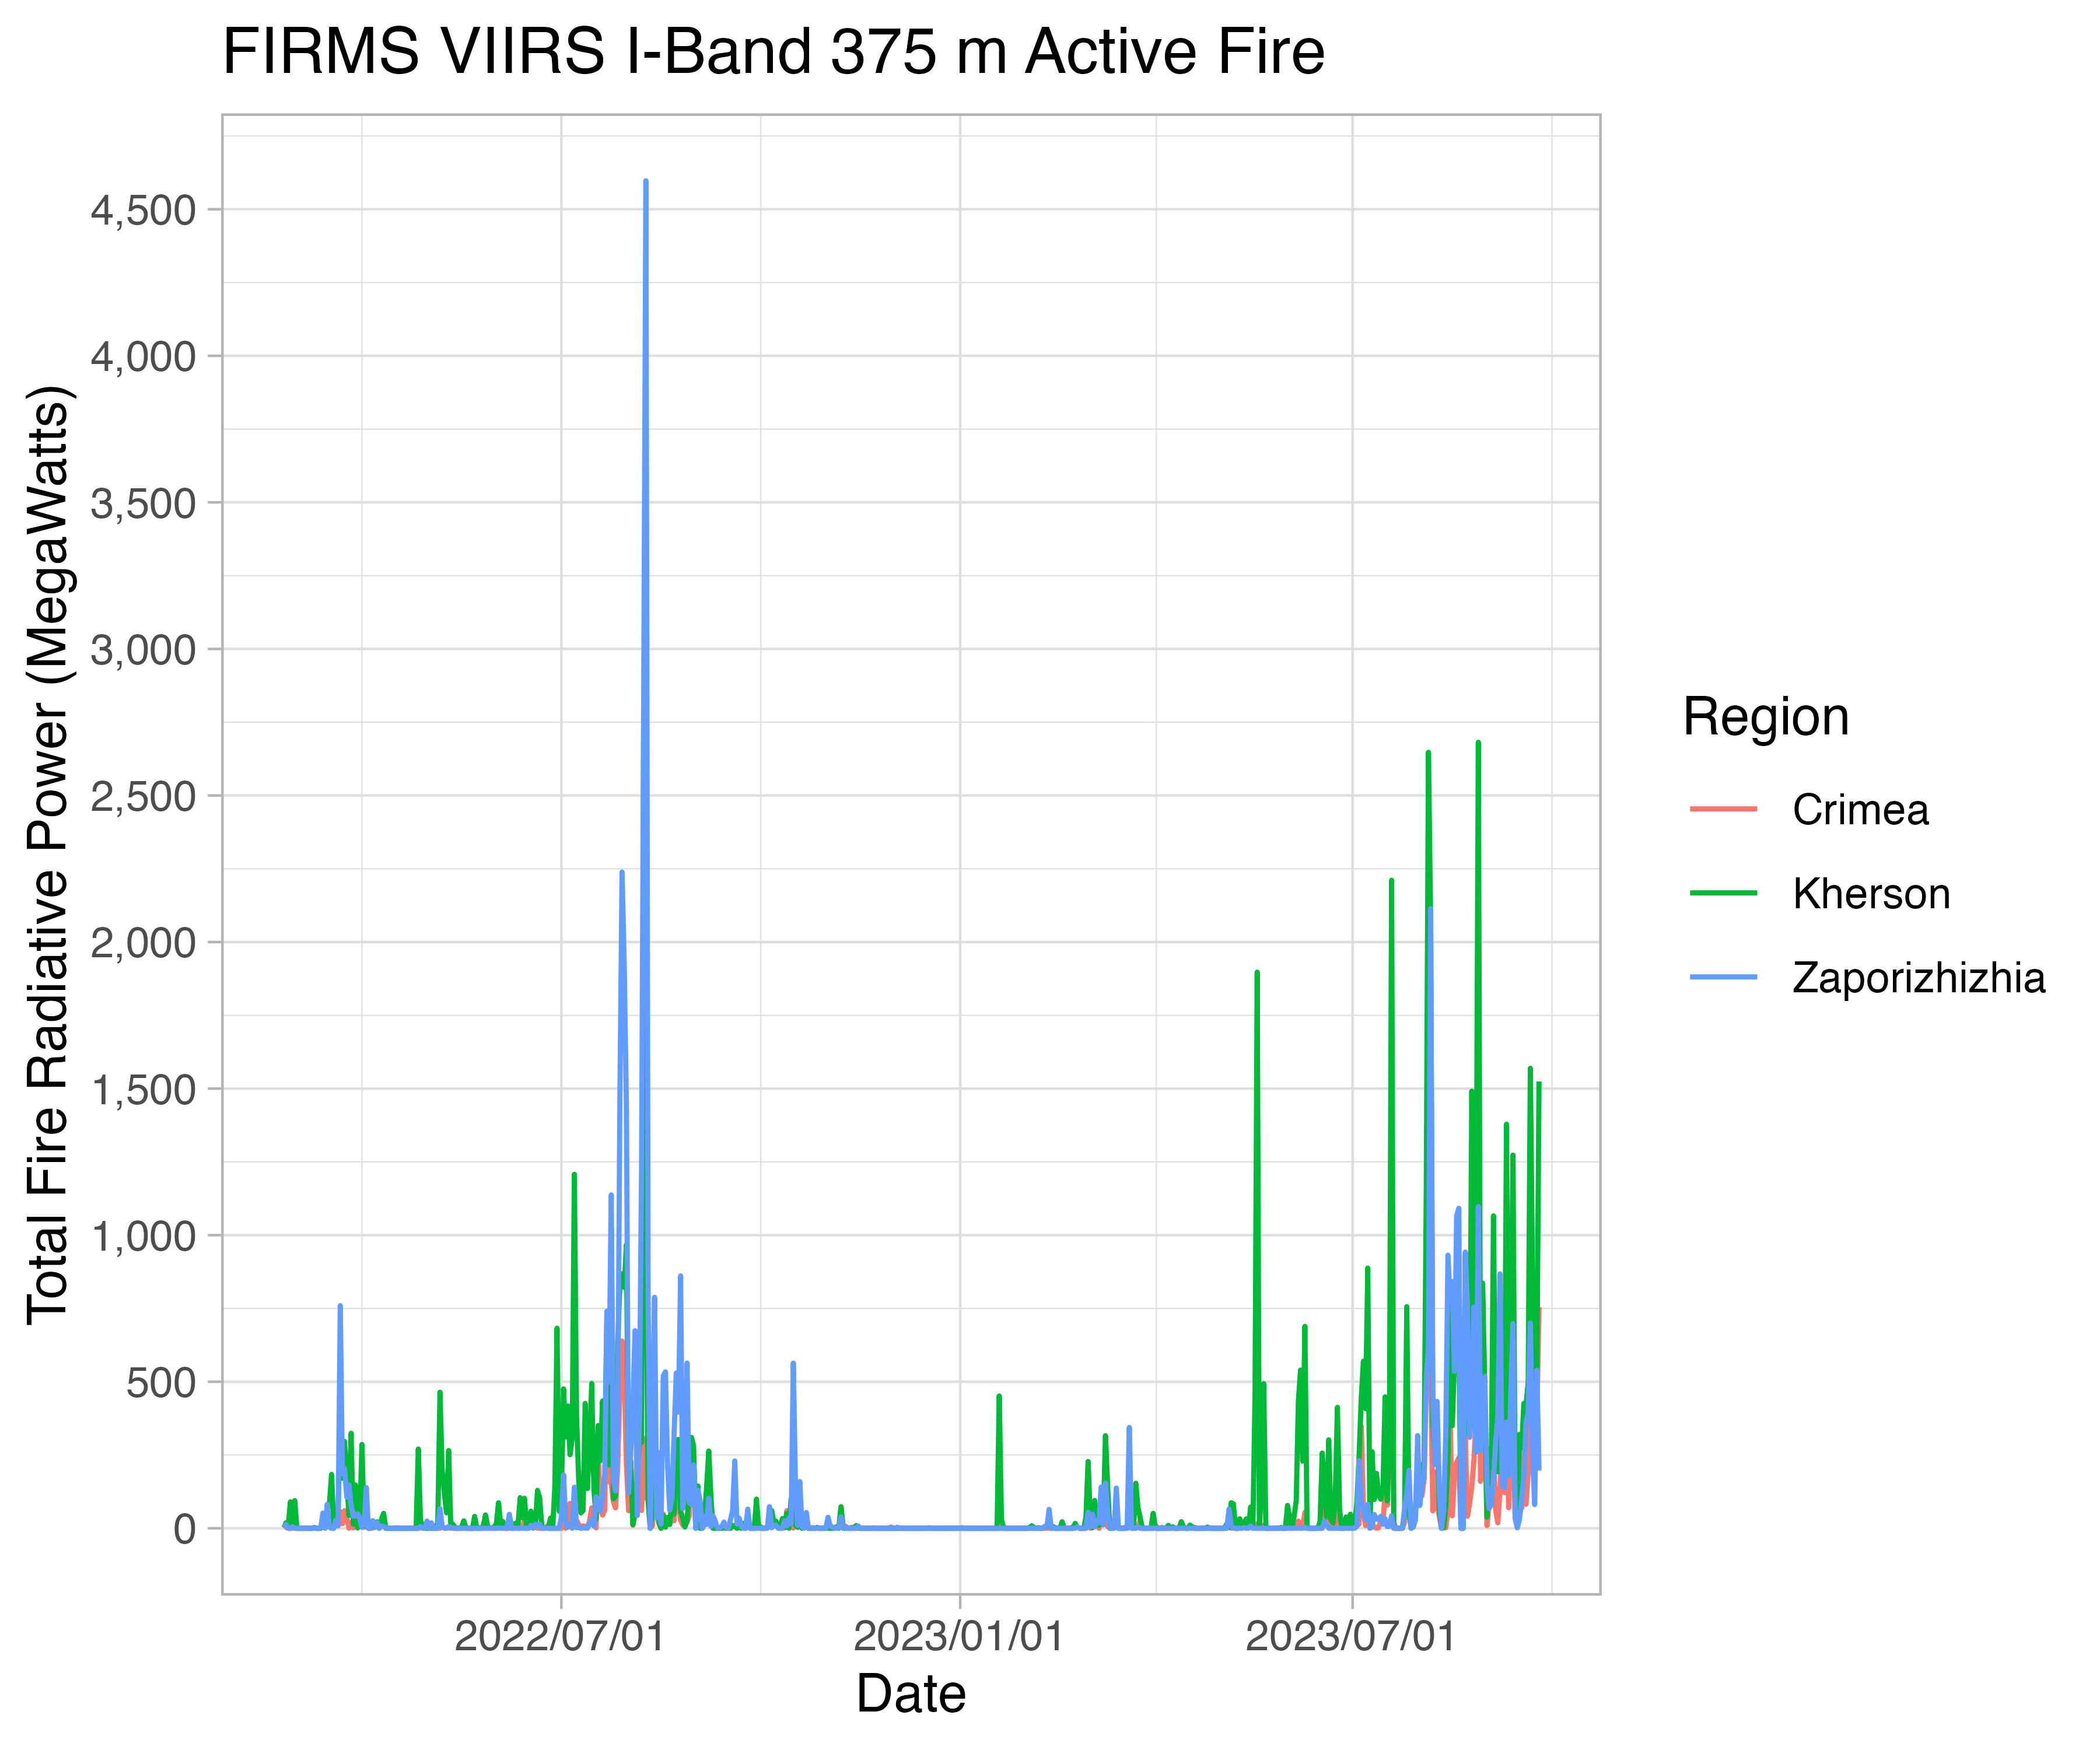 FIRMS VIIRS I-Band 375 m Active Fire
Total Fire Radiative Power (MegaWatts)
4,500
4,000
3,500
3,000
2,500
2,000
1,500
1,000
500
0
2022/07/01
2023/01/01
2023/07/01
Date
Region
Crimea
Kherson
Zaporizhizhia